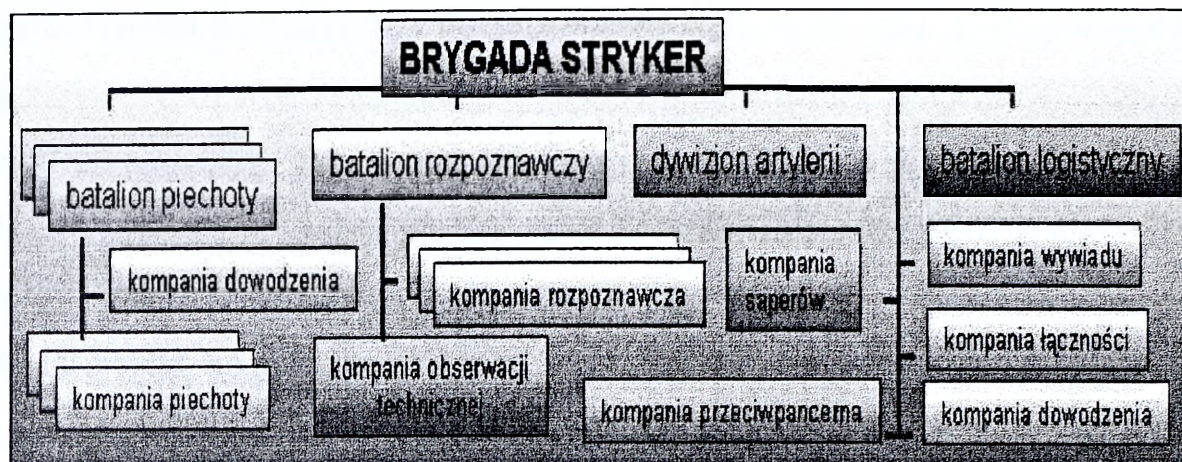 BRYGADA STRYKER
batalion piechoty
batalion rozpoznawczy
dywizjon artylerii
batalion logistyczny
kompania dowodzenia
kompania piechoty
kompania rozpoznawcza
kompania obserwacji
technicznej
kompania
saperów
kompania przeciwpancerna
kompania wywiadu
kompania łączności
kompania dowodzenia